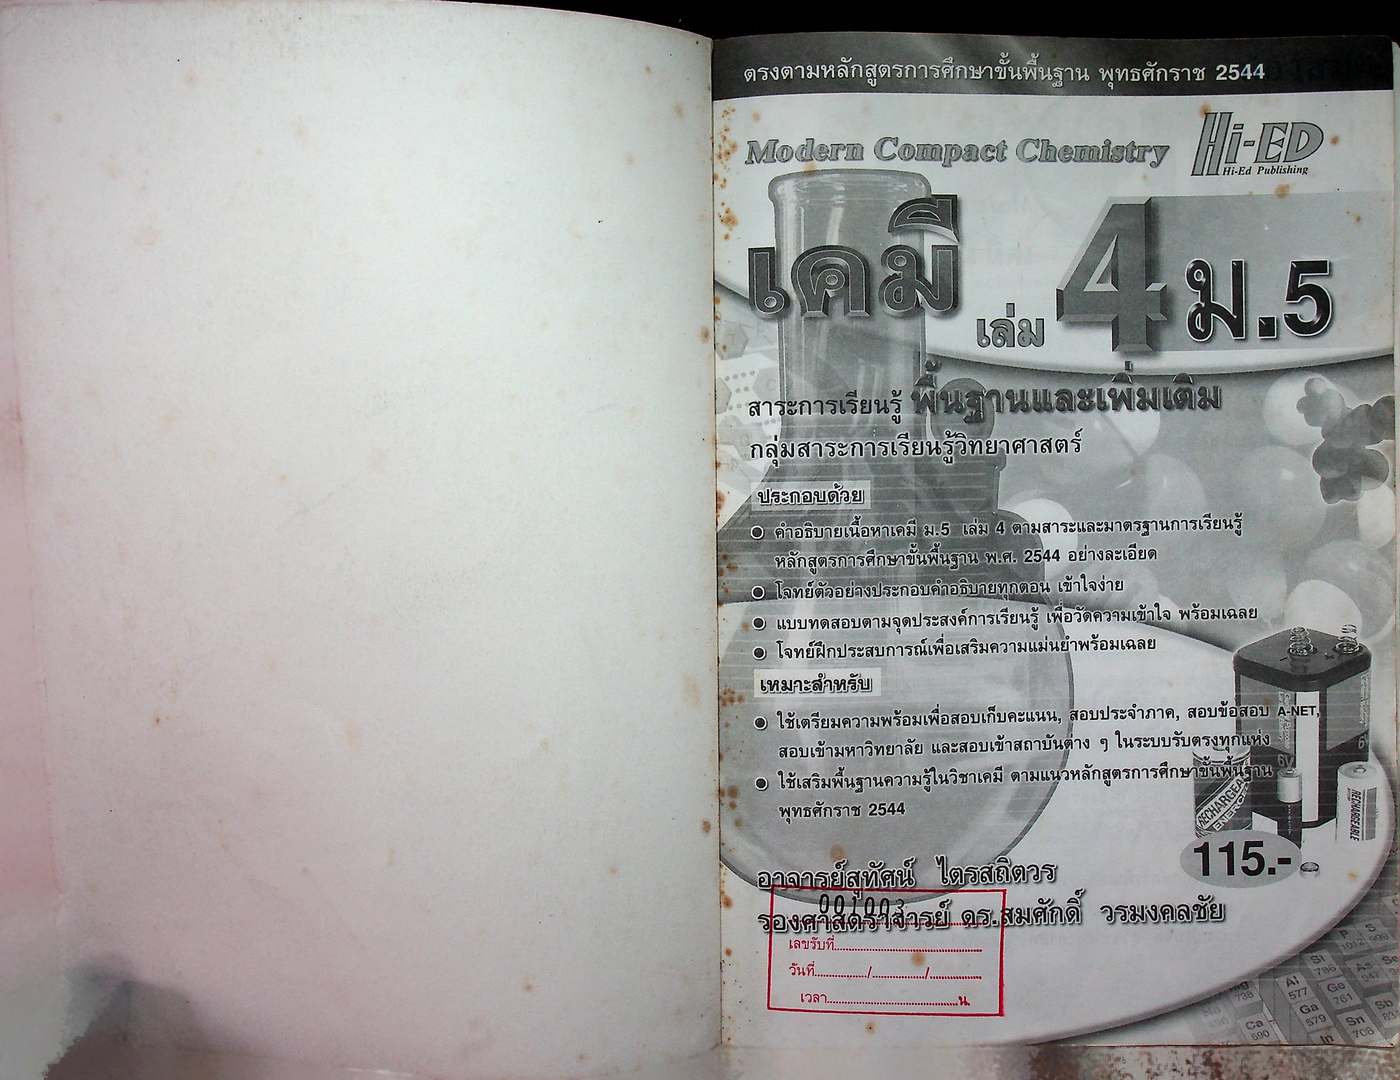 ตรงตามหลักสูตรการศึกษาขั้นพื้นฐาน พุทธศักราช 2544
Modern Compact Chemistry
Hi-ED
Hi-Ed Publishing
เคมี เล่ม 4 ม.5
สาระการเรียนรู้ พื้นฐานและเพิ่มเติม
กลุ่มสาระการเรียนรู้วิทยาศาสตร์
ประกอบด้วย
● คำอธิบายเนื้อหาเคมี ม.5 เล่ม 4 ตามสาระและมาตรฐานการเรียนรู้
หลักสูตรการศึกษาขั้นพื้นฐาน พ.ศ. 2544 อย่างละเอียด
● โจทย์ตัวอย่างประกอบคำอธิบายทุกตอน เข้าใจง่าย
● แบบทดสอบตามจุดประสงค์การเรียนรู้ เพื่อวัดความเข้าใจ พร้อมเฉลย
● โจทย์ฝึกประสบการณ์เพื่อเสริมความแม่นยำพร้อมเฉลย
เหมาะสำหรับ
● ใช้เตรียมความพร้อมเพื่อสอบเก็บคะแนน, สอบประจำภาค, สอบข้อสอบ A-NET,
สอบเข้ามหาวิทยาลัย และสอบเข้าสถาบันต่าง ๆ ในระบบรับตรงทุกแห่ง
● ใช้เสริมพื้นฐานความรู้ในวิชาเคมี ตามแนวหลักสูตรการศึกษาขั้นพื้นฐาน
พุทธศักราช 2544
6V
RECHARGEABLE
115.-
อาจารย์สุทัศน์ ไตรสถิตวร
รองศาสตราจารย์ ดร.สมศักดิ์ วรมงคลชัย
001003
เลขรับที่
วันที่........../........../..........
เวลา..............................น.
P S
1012 999
Si
786
As Se
947
Mg
738
Al
577
Ge
761
Ga
579
Sb
Ca
590
Sn
708
In